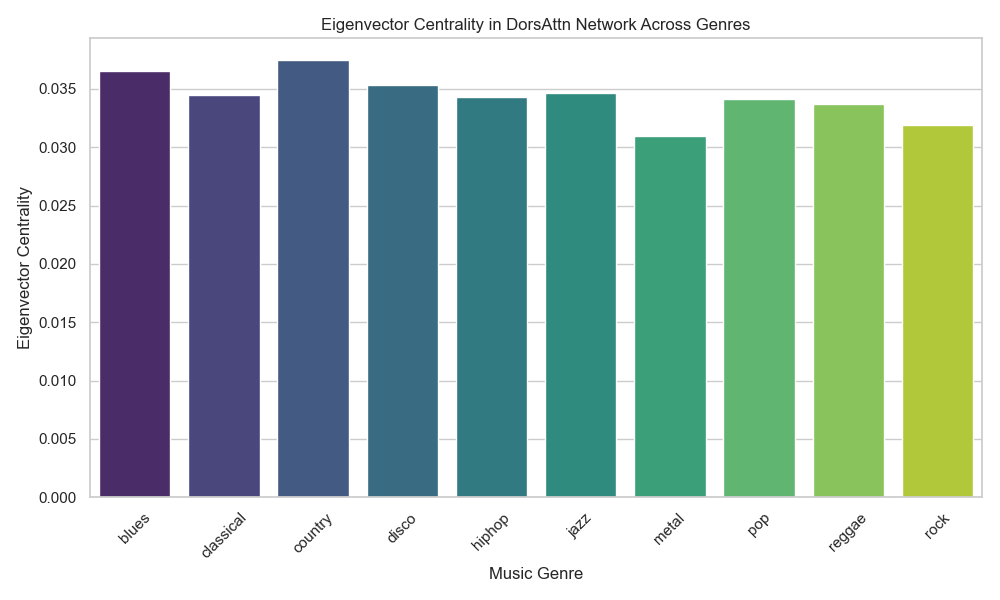 Eigenvector Centrality in DorsAttn Network Across Genres
Eigenvector Centrality
0.035
0.030
0.025
0.020
0.015
0.010
0.005
0.000
blues
classical
country
disco
hiphop
jazz
metal
pop
reggae
rock
Music Genre